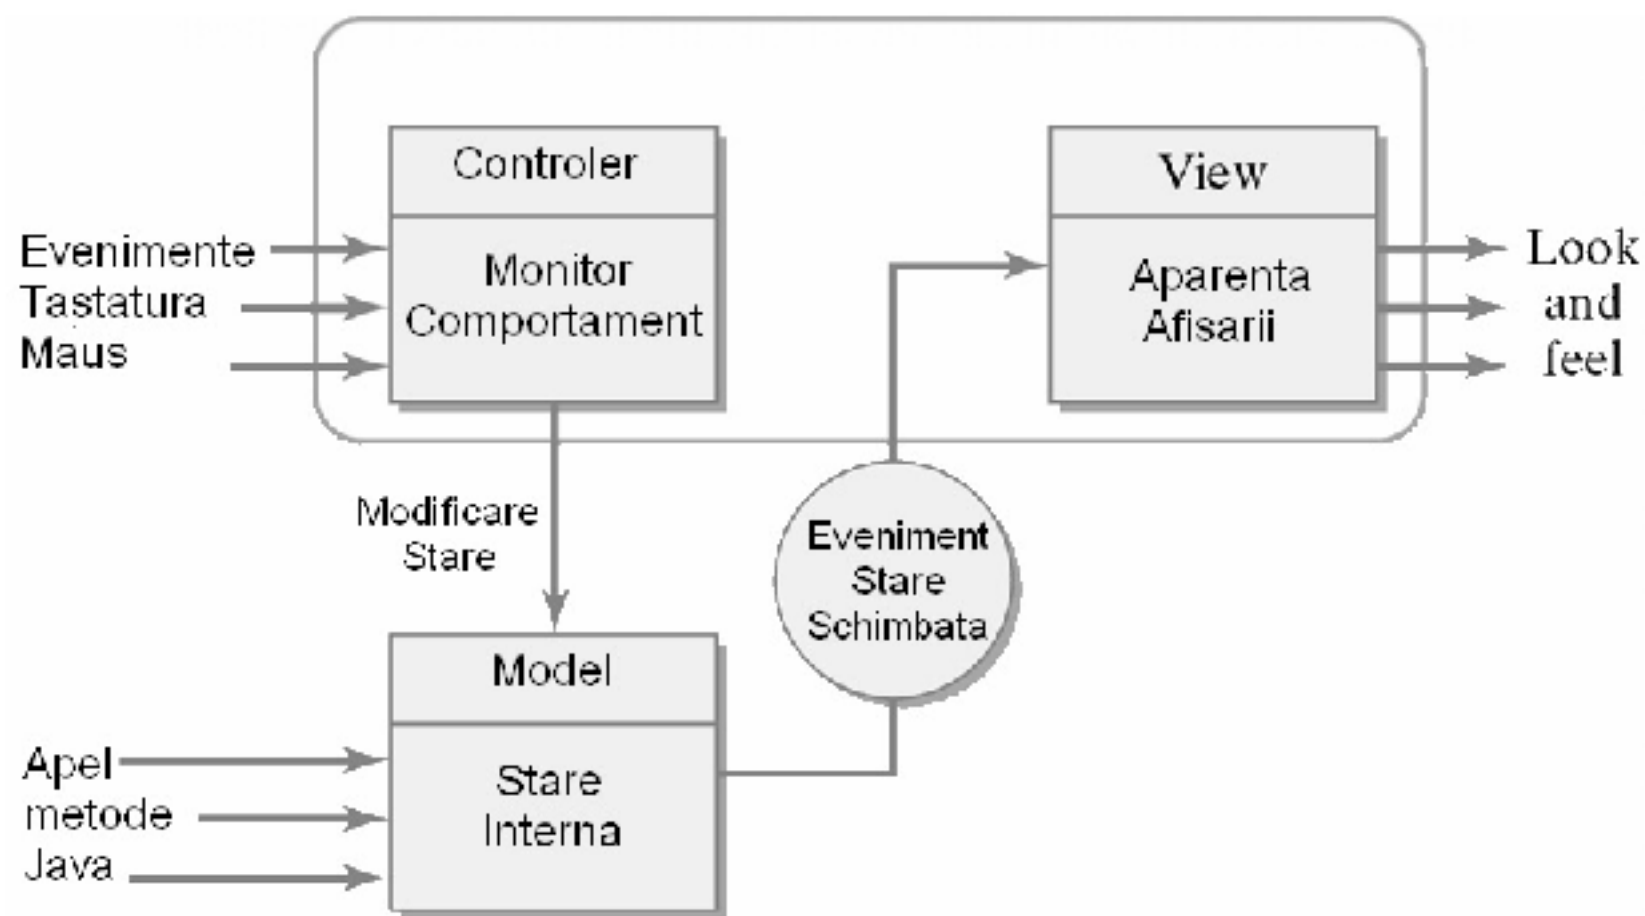 Controler
Monitor
Comportament
View
Aparenta
Afisarii
Evenimente
Tastatura
Maus
Look
and
feel
Modificare
Stare
Eveniment
Stare
Schimbata
Model
Stare
Interna
Apel
metode
Java